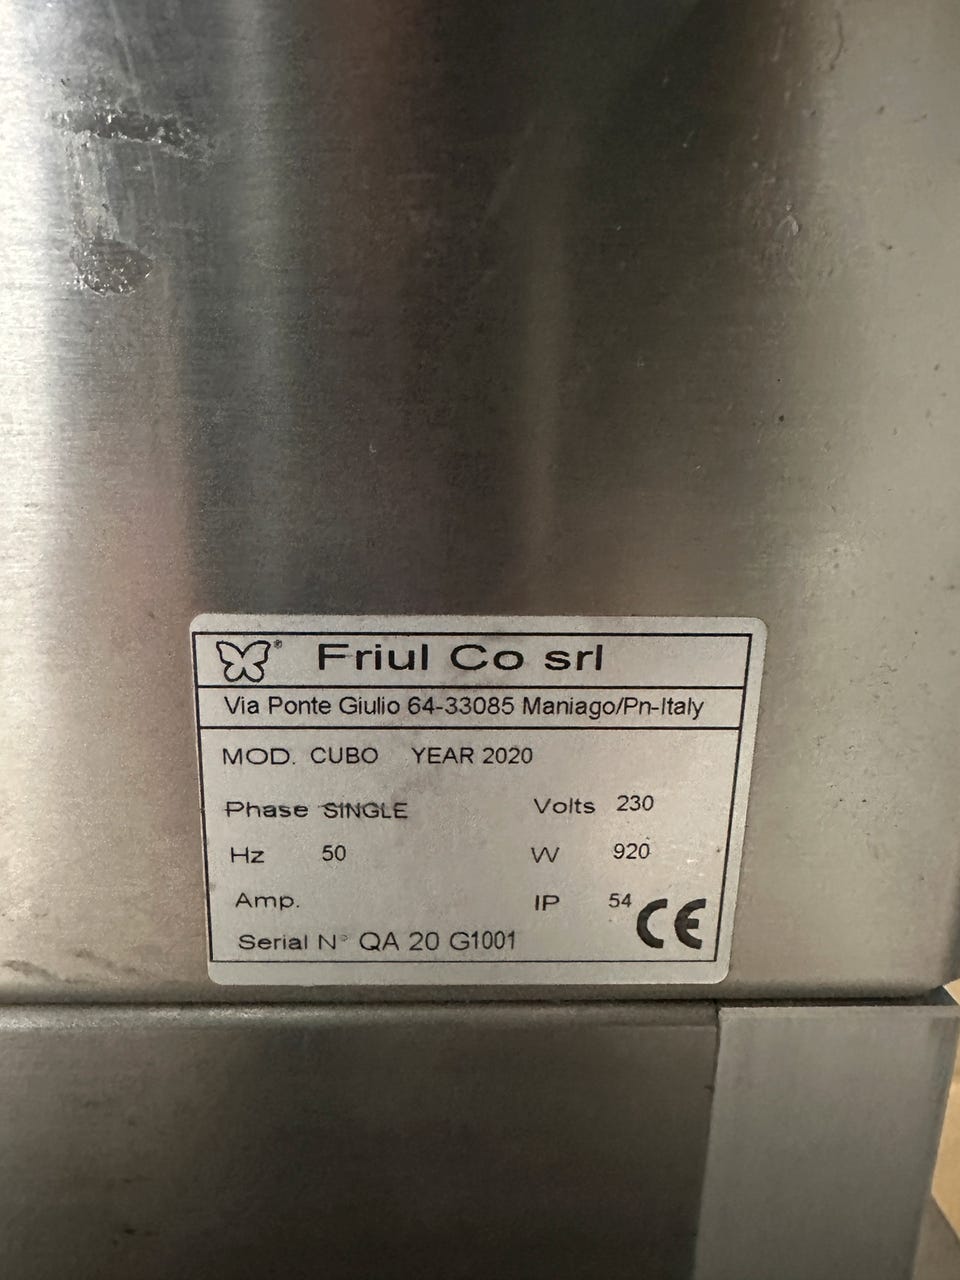 ® Friul Co srl
Via Ponte Giulio 64-33085 Maniago/Pn-Italy
MOD. CUBO YEAR 2020
Phase SINGLE Volts 230
Hz 50 W 920
Amp. IP 54 CE
Serial N° QA 20 G1001